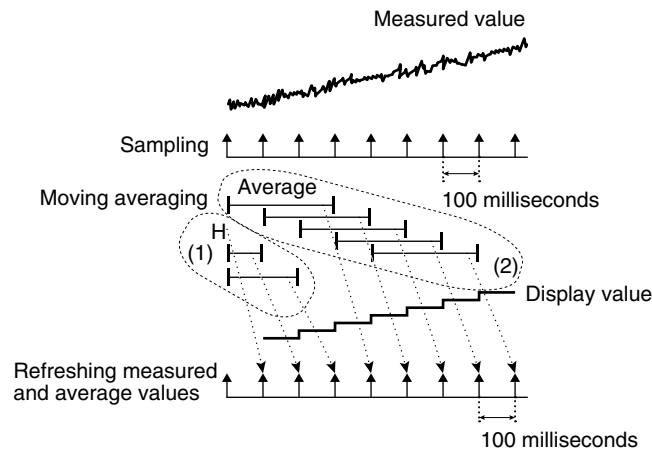 Measured value
Sampling
100 milliseconds
Moving averaging
Average
H
(1)
(2)
Display value
Refreshing measured
and average values
100 milliseconds